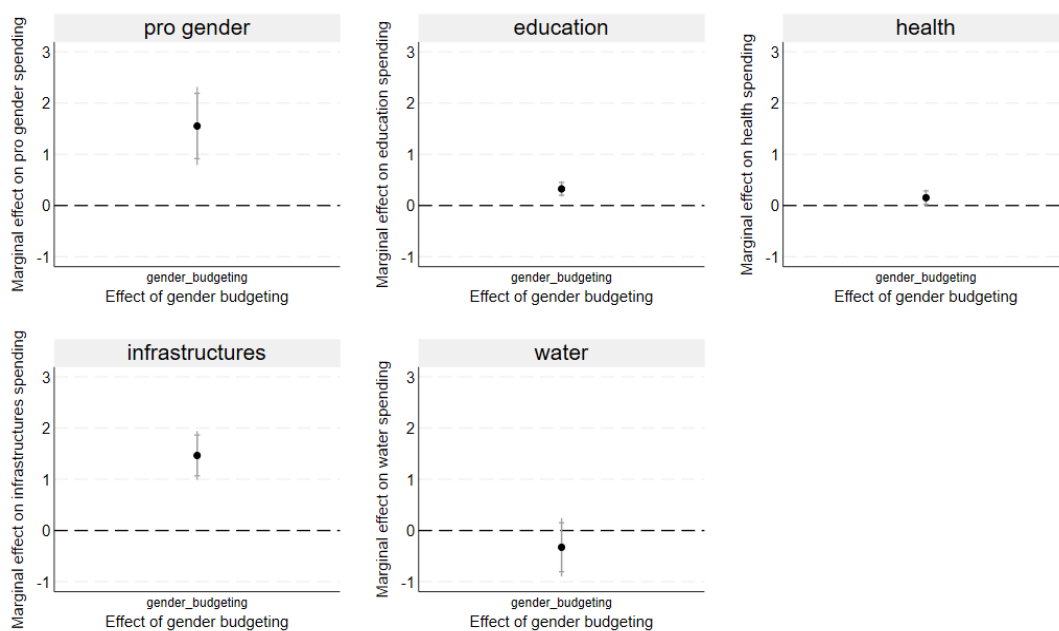 pro gender
Marginal effect on pro gender spending
3
2
1
0
-1
gender_budgeting
Effect of gender budgeting
education
Marginal effect on education spending
3
2
1
0
-1
gender_budgeting
Effect of gender budgeting
health
Marginal effect on health spending
3
2
1
0
-1
gender_budgeting
Effect of gender budgeting
infrastructures
Marginal effect on infrastructures spending
3
2
1
0
-1
gender_budgeting
Effect of gender budgeting
water
Marginal effect on water spending
3
2
1
0
-1
gender_budgeting
Effect of gender budgeting